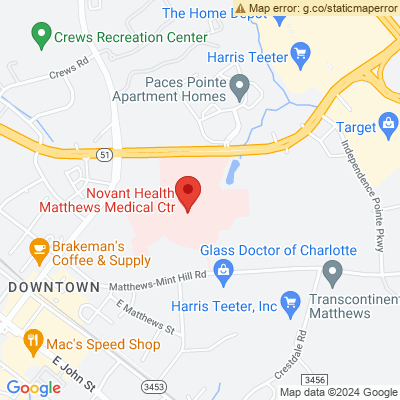 Map error: g.co/staticmaperror
The Home Depot
Crews Recreation Center
Harris Teeter
Crews Rd
Paces Pointe
Apartment Homes
Target
51
Independence Pointe Pkwy
Novant Health
Matthews Medical Ctr
Brakeman's
Coffee & Supply
Glass Doctor of Charlotte
Matthews-Mint Hill Rd
DOWNTOWN
Transcontinent
Matthews
Harris Teeter, Inc
E Matthews St
Mac's Speed Shop
Crestdale Rd
E John St
3453
3456
Google
Map data ©2024 Google